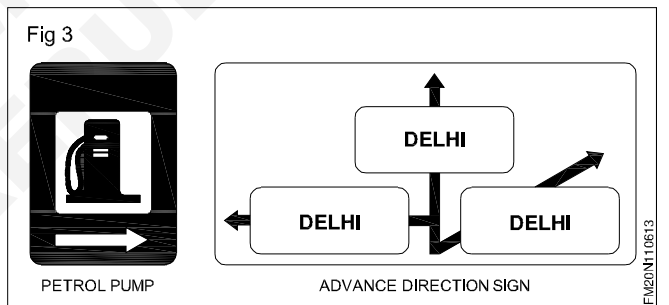 Fig 3
DELHI
DELHI
DELHI
PETROL PUMP
ADVANCE DIRECTION SIGN
FM20N110613